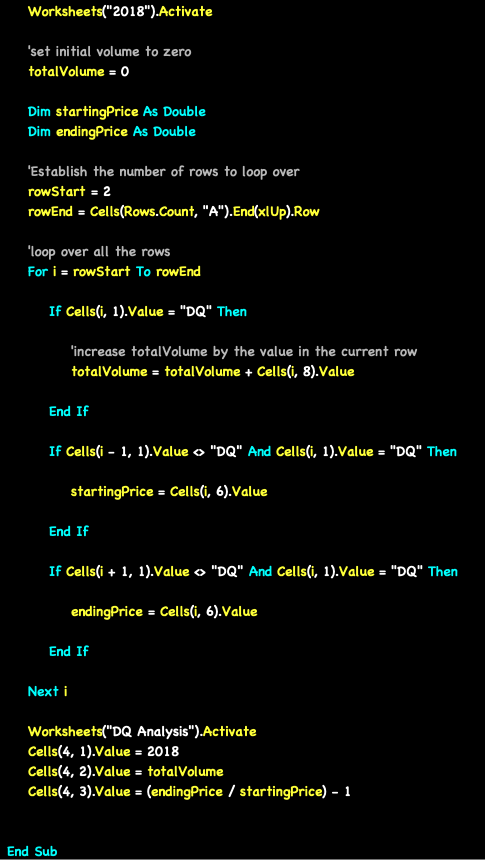 Worksheets("2018").Activate
'set initial volume to zero
totalVolume = 0
Dim startingPrice As Double
Dim endingPrice As Double
'Establish the number of rows to loop over
rowStart = 2
rowEnd = Cells(Rows.Count, "A").End(xlUp).Row
'loop over all the rows
For i = rowStart To rowEnd
If Cells(i, 1).Value = "DQ" Then
'increase totalVolume by the value in the current row
totalVolume = totalVolume + Cells(i, 8).Value
End If
If Cells(i - 1, 1).Value <> "DQ" And Cells(i, 1).Value = "DQ" Then
startingPrice = Cells(i, 6).Value
End If
If Cells(i + 1, 1).Value <> "DQ" And Cells(i, 1).Value = "DQ" Then
endingPrice = Cells(i, 6).Value
End If
Next i
Worksheets("DQ Analysis").Activate
Cells(4, 1).Value = 2018
Cells(4, 2).Value = totalVolume
Cells(4, 3).Value = (endingPrice / startingPrice) - 1
End Sub